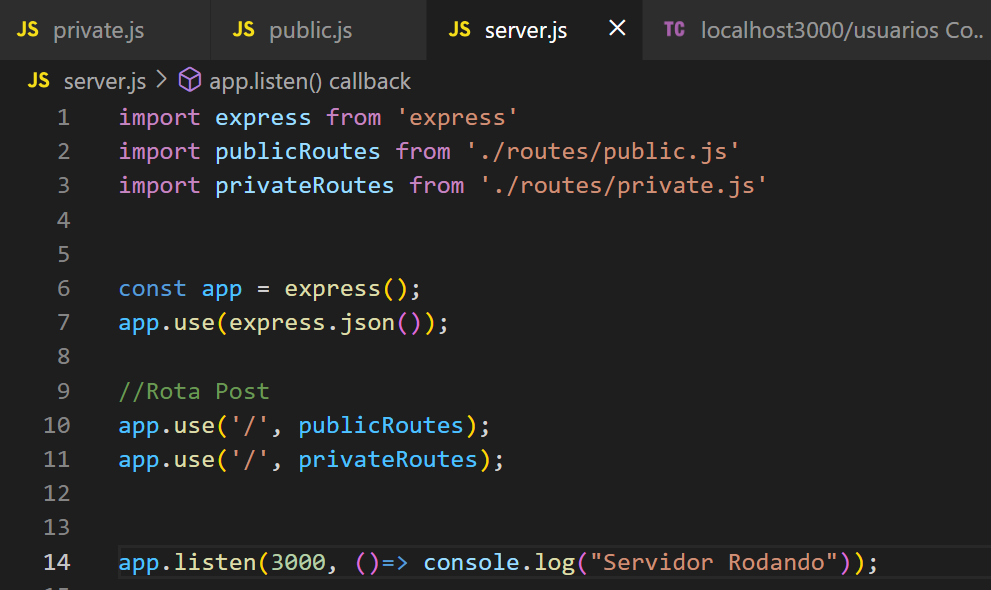 JS private.js JS public.js JS server.js × TC localhost3000/usuarios Co..
JS server.js > app.listen() callback
1 import express from 'express'
2 import publicRoutes from './routes/public.js'
3 import privateRoutes from './routes/private.js'
4
5
6 const app = express();
7 app.use(express.json());
8
9 //Rota Post
10 app.use('/', publicRoutes);
11 app.use('/', privateRoutes);
12
13
14 app.listen(3000, ()=> console.log("Servidor Rodando"));